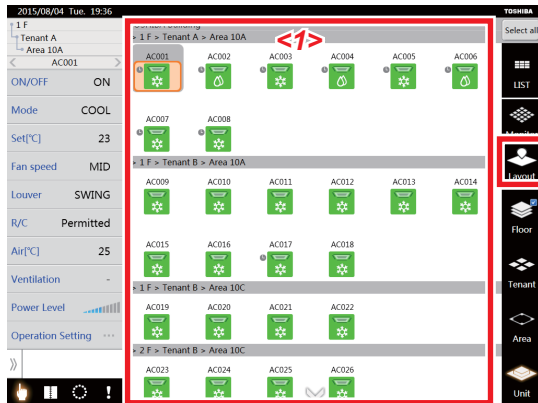 2015/08/04 Tue. 19:36
TOSHIBA
1 F
Tenant A
Area 10A
< AC001 >
ON/OFF ON
Mode COOL
Set[℃] 23
Fan speed MID
Louver SWING
R/C Permitted
Air[℃] 25
Ventilation -
Power Level
Operation Setting ...
»
<1>
> 1 F > Tenant A > Area 10A
AC001 AC002 AC003 AC004 AC005 AC006
AC007 AC008
> 1 F > Tenant B > Area 10A
AC009 AC010 AC011 AC012 AC013 AC014
AC015 AC016 AC017 AC018
> 1 F > Tenant B > Area 10C
AC019 AC020 AC021 AC022
> 2 F > Tenant B > Area 10C
AC023 AC024 AC025 AC026
Select all
LIST
Layout
Floor
Tenant
Area
Unit